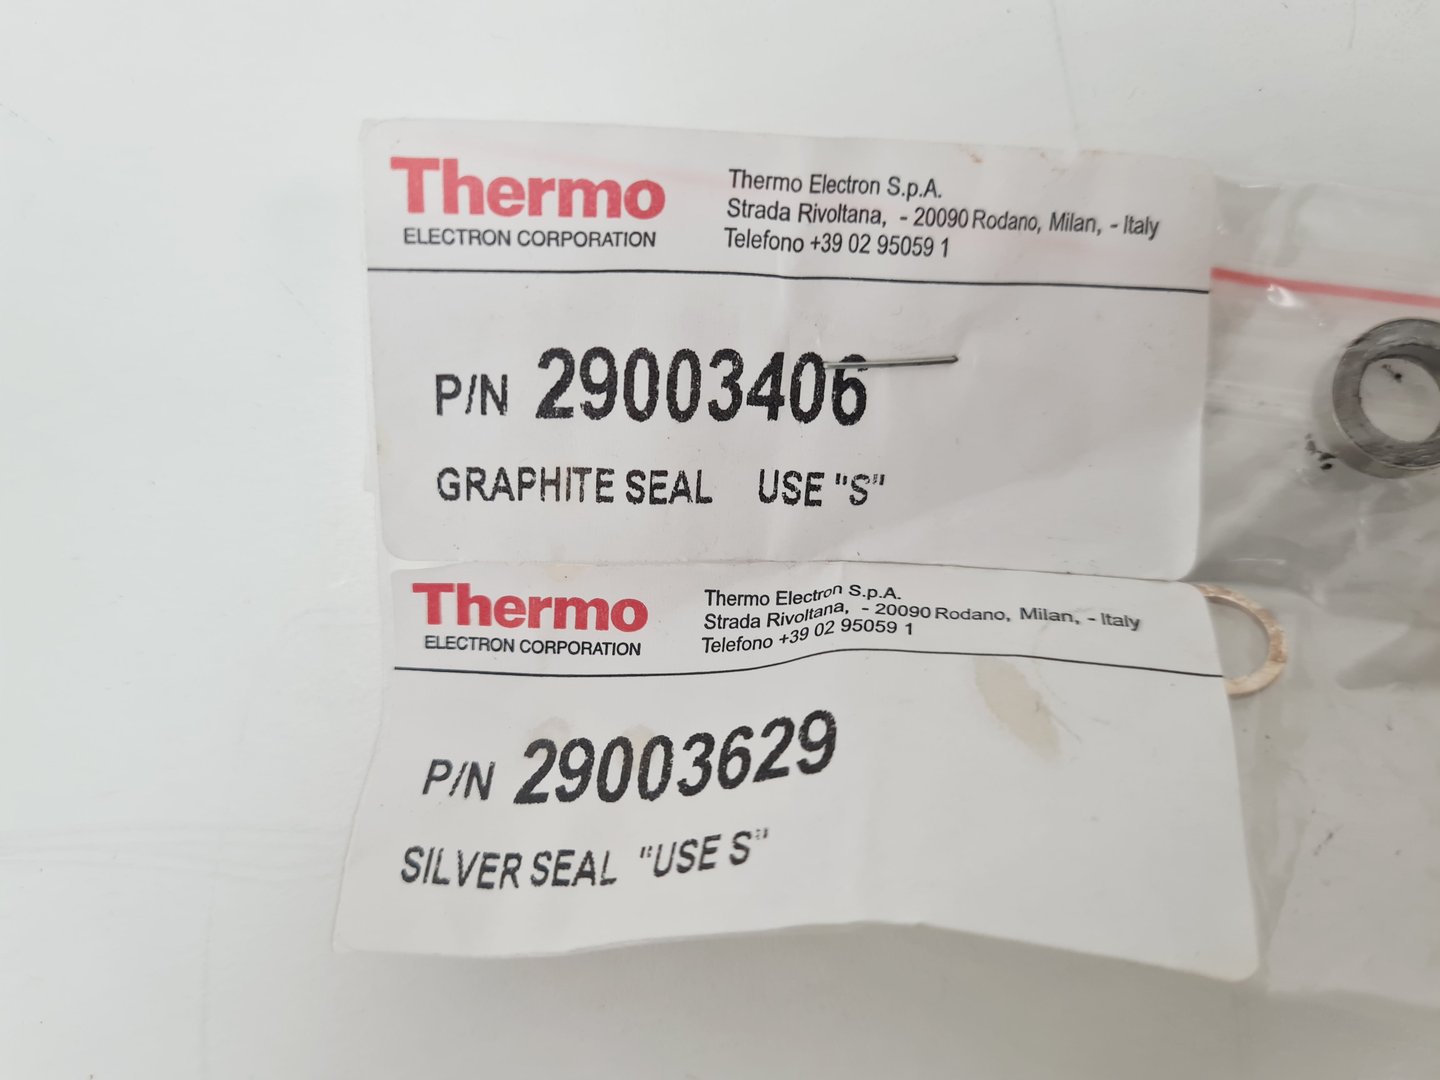 Thermo
ELECTRON CORPORATION
Thermo Electron S.p.A.
Strada Rivoltana, - 20090 Rodano, Milan, - Italy
Telefono +39 02 95059 1
P/N 29003406
GRAPHITE SEAL USE "S"
Thermo
ELECTRON CORPORATION
Thermo Electron S.p.A.
Strada Rivoltana, - 20090 Rodano, Milan, - Italy
Telefono +39 02 95059 1
P/N 29003629
SILVER SEAL "USE S"